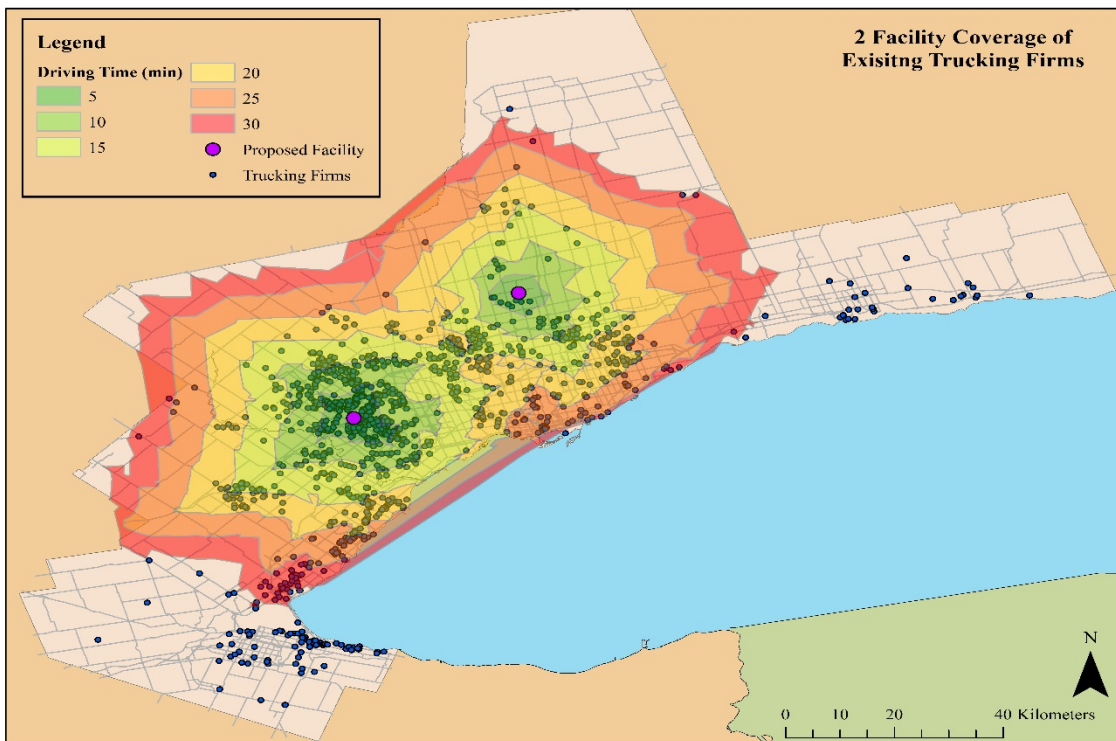 Legend
Driving Time (min)
5
10
15
20
25
30
Proposed Facility
Trucking Firms
2 Facility Coverage of
Exisitng Trucking Firms
N
0 10 20 40 Kilometers